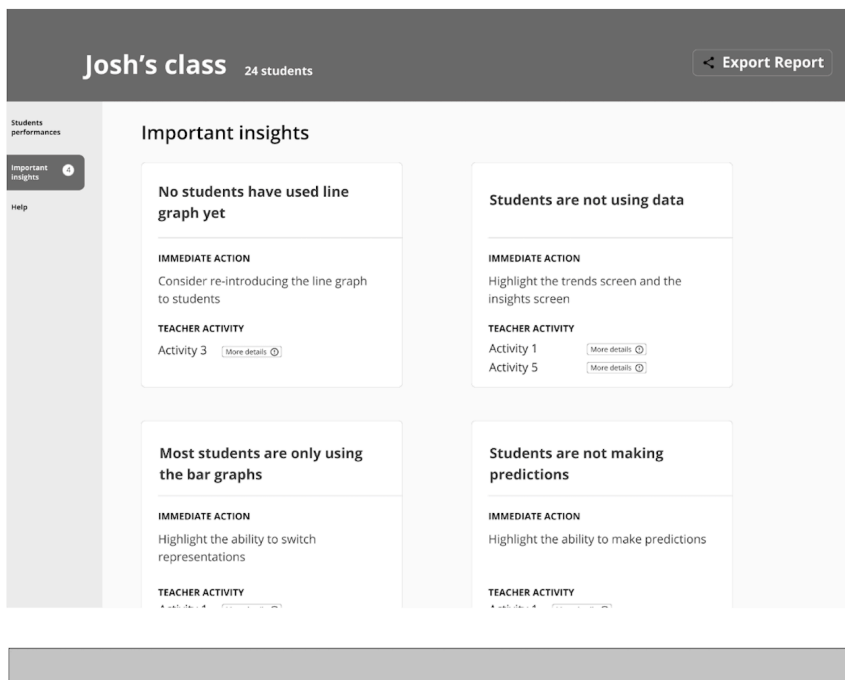 Josh's class 24 students
Export Report
Students
performances
Important
insights
4
Help
Important insights
No students have used line
graph yet
IMMEDIATE ACTION
Consider re-introducing the line graph
to students
TEACHER ACTIVITY
Activity 3 More details
Students are not using data
IMMEDIATE ACTION
Highlight the trends screen and the
insights screen
TEACHER ACTIVITY
Activity 1 More details
Activity 5 More details
Most students are only using
the bar graphs
IMMEDIATE ACTION
Highlight the ability to switch
representations
TEACHER ACTIVITY
Students are not making
predictions
IMMEDIATE ACTION
Highlight the ability to make predictions
TEACHER ACTIVITY